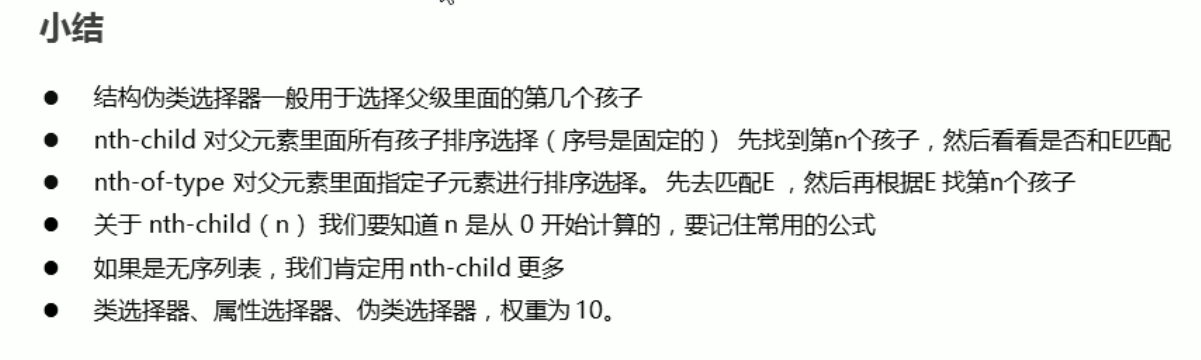 小结
● 结构伪类选择器一般用于选择父级里面的第几个孩子
● nth-child 对父元素里面所有孩子排序选择（序号是固定的） 先找到第n个孩子，然后看看是否和E匹配
● nth-of-type 对父元素里面指定子元素进行排序选择。 先去匹配E ，然后再根据E 找第n个孩子
● 关于 nth-child（n） 我们要知道 n 是从 0 开始计算的，要记住常用的公式
● 如果是无序列表，我们肯定用 nth-child 更多
● 类选择器、属性选择器、伪类选择器，权重为 10。